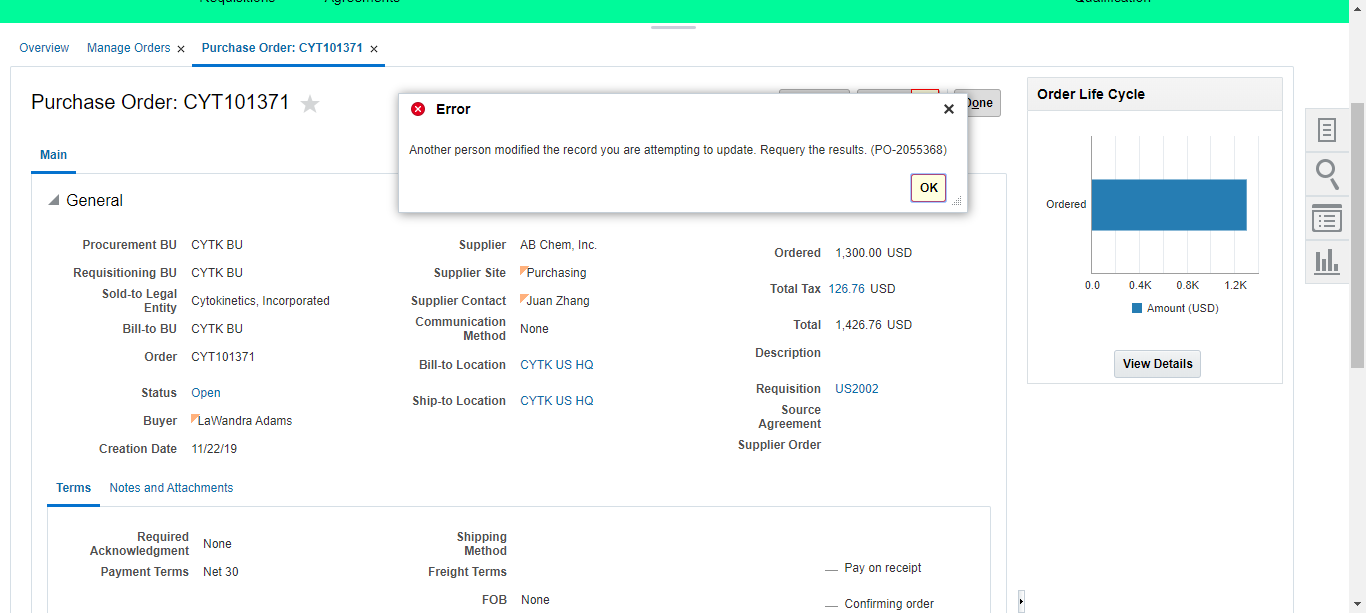 Requisitions Agreements Qualification
Overview Manage Orders × Purchase Order: CYT101371 ×
Purchase Order: CYT101371
Done
Error
Another person modified the record you are attempting to update. Requery the results. (PO-2055368)
OK
Main
General
Procurement BU CYTK BU
Requisitioning BU CYTK BU
Sold-to Legal
Entity Cytokinetics, Incorporated
Bill-to BU CYTK BU
Order CYT101371
Status Open
Buyer LaWandra Adams
Creation Date 11/22/19
Supplier AB Chem, Inc.
Supplier Site Purchasing
Supplier Contact Juan Zhang
Communication
Method None
Bill-to Location CYTK US HQ
Ship-to Location CYTK US HQ
Ordered 1,300.00 USD
Total Tax 126.76 USD
Total 1,426.76 USD
Description
Requisition US2002
Source
Agreement
Supplier Order
Terms Notes and Attachments
Required
Acknowledgment None
Payment Terms Net 30
Shipping
Method
Freight Terms
FOB None
Pay on receipt
Confirming order
Order Life Cycle
Ordered
0.0 0.4K 0.8K 1.2K
Amount (USD)
View Details